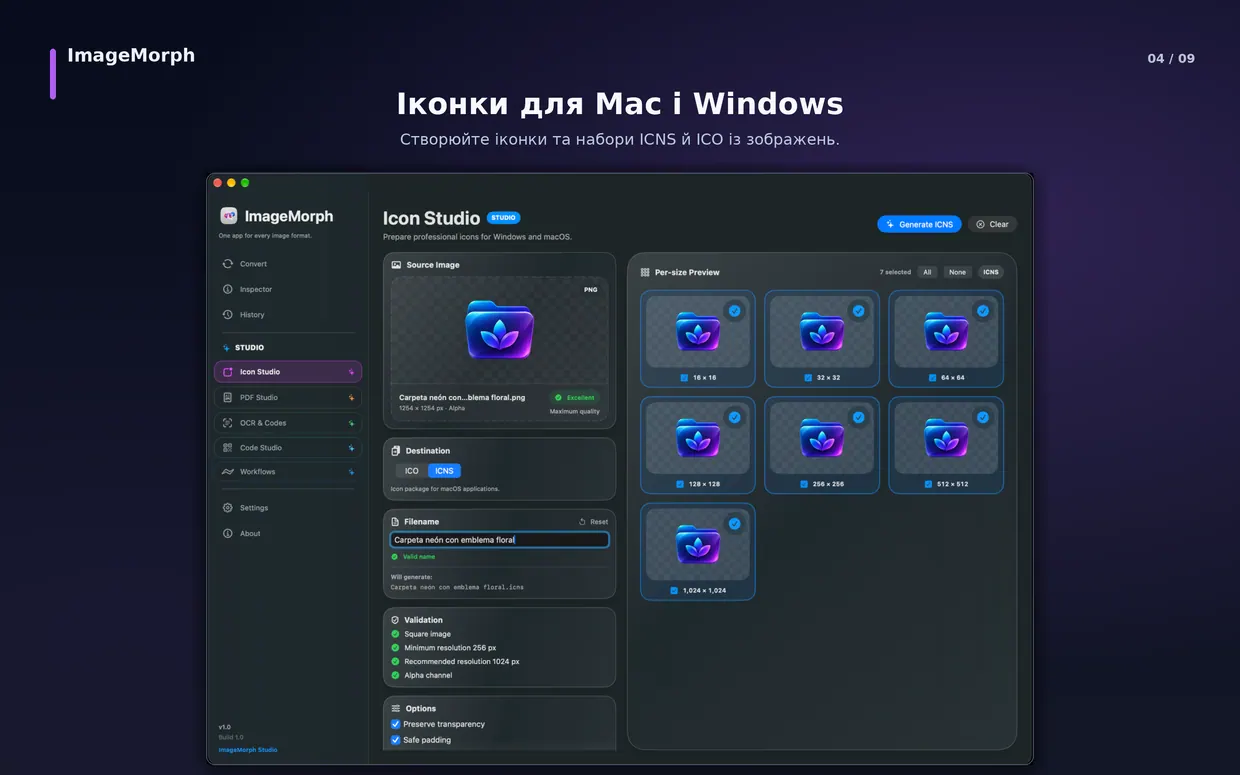 ImageMorph
04 / 09
Іконки для Mac і Windows
Створюйте іконки та набори ICNS й ICO із зображень.
ImageMorph
One app for every image format.
Convert
Inspector
History
STUDIO
Icon Studio
PDF Studio
OCR & Codes
Code Studio
Workflows
Settings
About
v1.0
Build 1.0
ImageMorph Studio
Icon Studio STUDIO
Prepare professional icons for Windows and macOS.
Generate ICNS
Clear
Source Image
PNG
Carpeta neón con...blema floral.png
1254 × 1254 px · Alpha
Excellent
Maximum quality
Destination
ICO ICNS
Icon package for macOS applications.
Filename
Reset
Carpeta neón con emblema floral
Valid name
Will generate:
Carpeta neón con emblema floral.icns
Validation
Square image
Minimum resolution 256 px
Recommended resolution 1024 px
Alpha channel
Options
Preserve transparency
Safe padding
Per-size Preview
7 selected All None ICNS
16 × 16
32 × 32
64 × 64
128 × 128
256 × 256
512 × 512
1,024 × 1,024